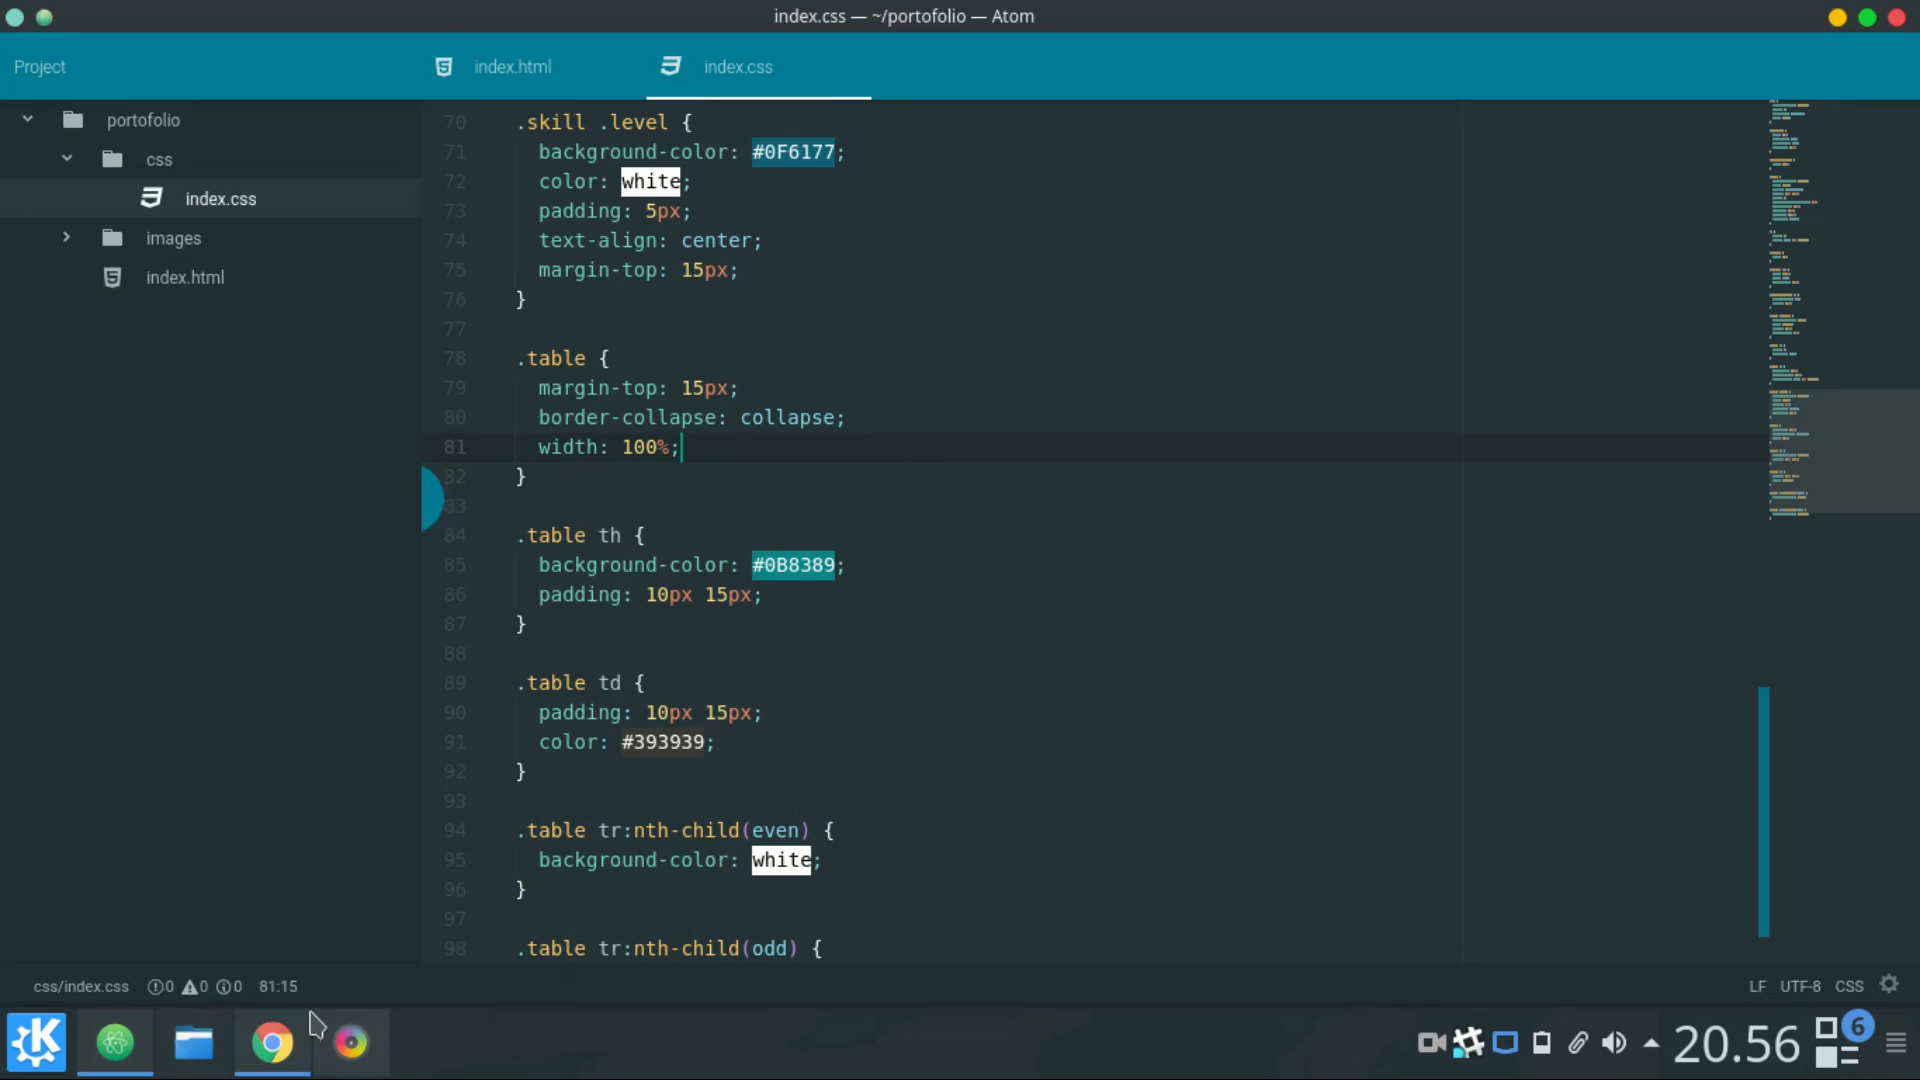 index.css — ~/portofolio — Atom
Project
index.html
index.css
portofolio
css
index.css
images
index.html
70 .skill .level {
71 background-color: #0F6177;
72 color: white;
73 padding: 5px;
74 text-align: center;
75 margin-top: 15px;
76 }
77
78 .table {
79 margin-top: 15px;
80 border-collapse: collapse;
81 width: 100%;
82 }
83
84 .table th {
85 background-color: #0B8389;
86 padding: 10px 15px;
87 }
88
89 .table td {
90 padding: 10px 15px;
91 color: #393939;
92 }
93
94 .table tr:nth-child(even) {
95 background-color: white;
96 }
97
98 .table tr:nth-child(odd) {
css/index.css 0 0 0 81:15
LF UTF-8 CSS
20.56
6